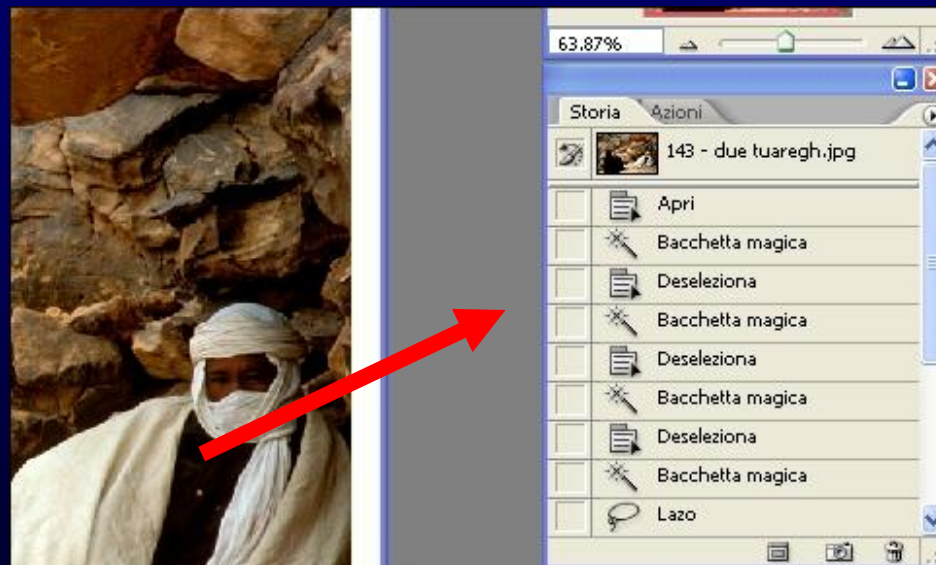 63.87%
Storia Azioni
143 - due tuaregh.jpg
Apri
Bacchetta magica
Deseleziona
Bacchetta magica
Deseleziona
Bacchetta magica
Deseleziona
Bacchetta magica
Lazo